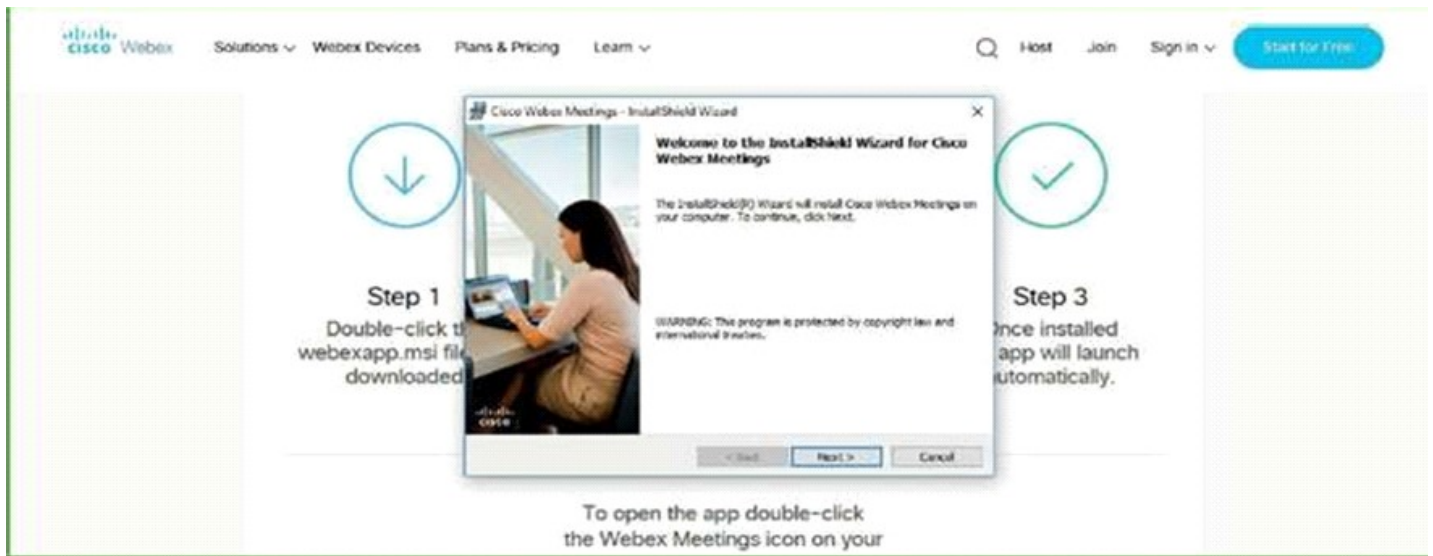 CISCO Webex Solutions Webex Devices Plans & Pricing Learn Host Join Sign in Start for Free
Cisco Webex Meetings - InstallShield Wizard
Welcome to the InstallShield Wizard for Cisco
Webex Meetings
The InstallShield(R) Wizard will install Cisco Webex Meetings on
your computer. To continue, click Next.
WARNING: This program is protected by copyright law and
international treaties.
CISCO
< Back Next > Cancel
Step 1
Double-click
webexapp.msi
downloaded
Step 3
Once installed
app will launch
automatically.
To open the app double-click
the Webex Meetings icon on your